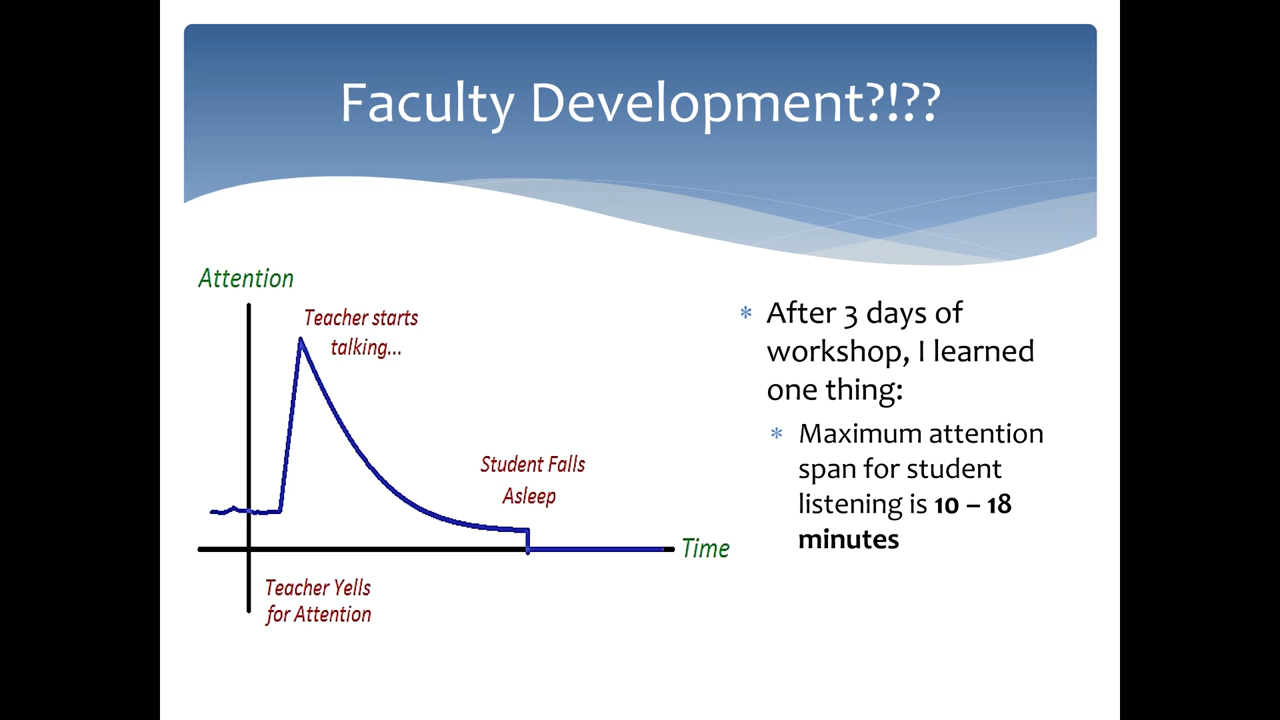 Faculty Development?!??
Attention
Teacher starts
talking...
Student Falls
Asleep
Time
Teacher Yells
for Attention
* After 3 days of
workshop, I learned
one thing:
* Maximum attention
span for student
listening is 10 – 18
minutes